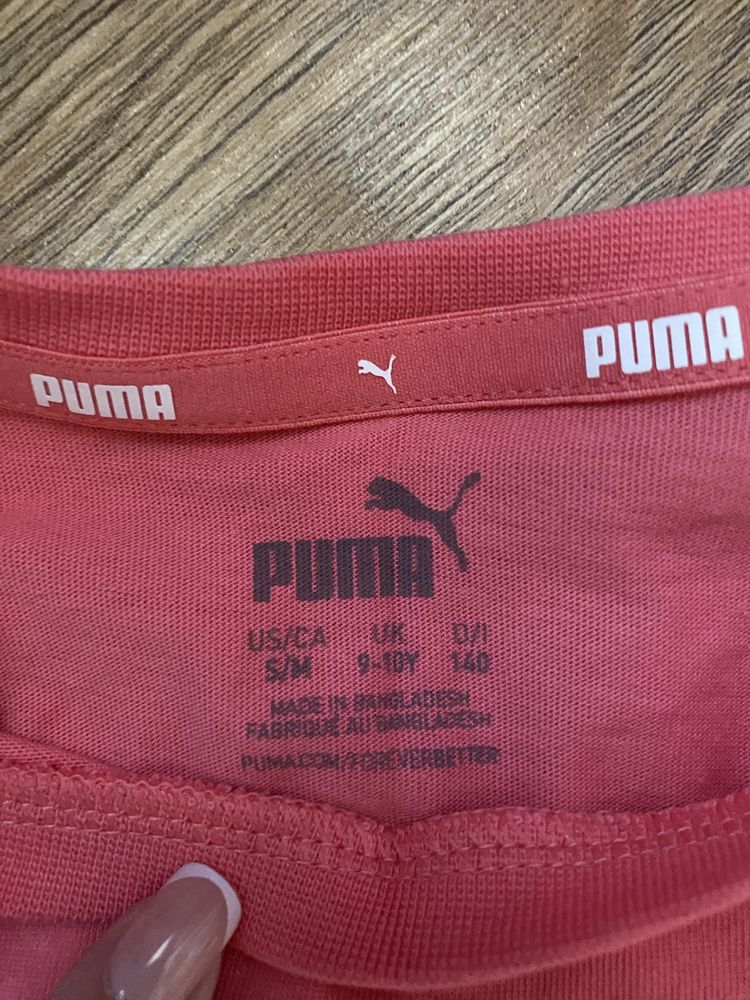 PUMA PUMA
PUMA
US/CA UK D/I
S/M 9-10Y 140
MADE IN BANGLADESH
FABRIQUÉ AU BANGLADESH
PUMA.COM/FOREVERBETTER